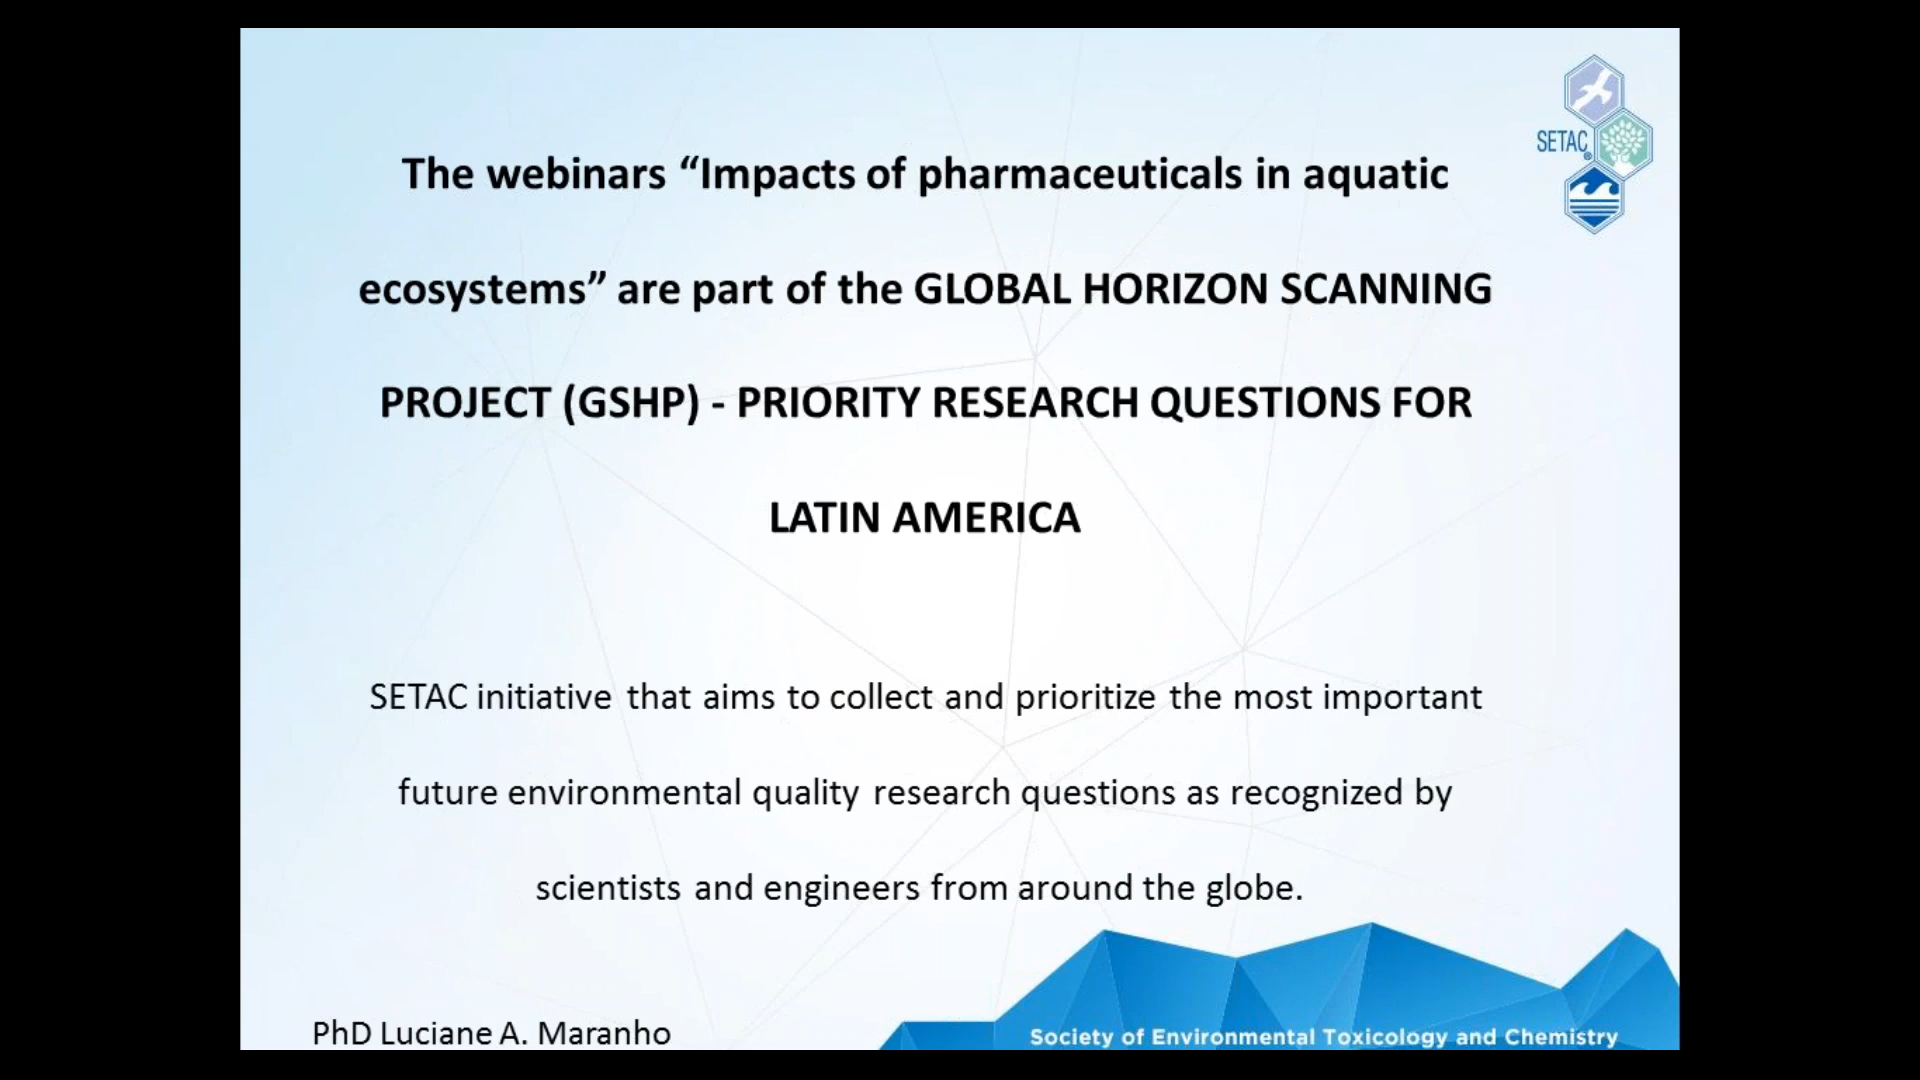 SETAC®
The webinars “Impacts of pharmaceuticals in aquatic
ecosystems” are part of the GLOBAL HORIZON SCANNING
PROJECT (GSHP) - PRIORITY RESEARCH QUESTIONS FOR
LATIN AMERICA
SETAC initiative that aims to collect and prioritize the most important
future environmental quality research questions as recognized by
scientists and engineers from around the globe.
PhD Luciane A. Maranho
Society of Environmental Toxicology and Chemistry